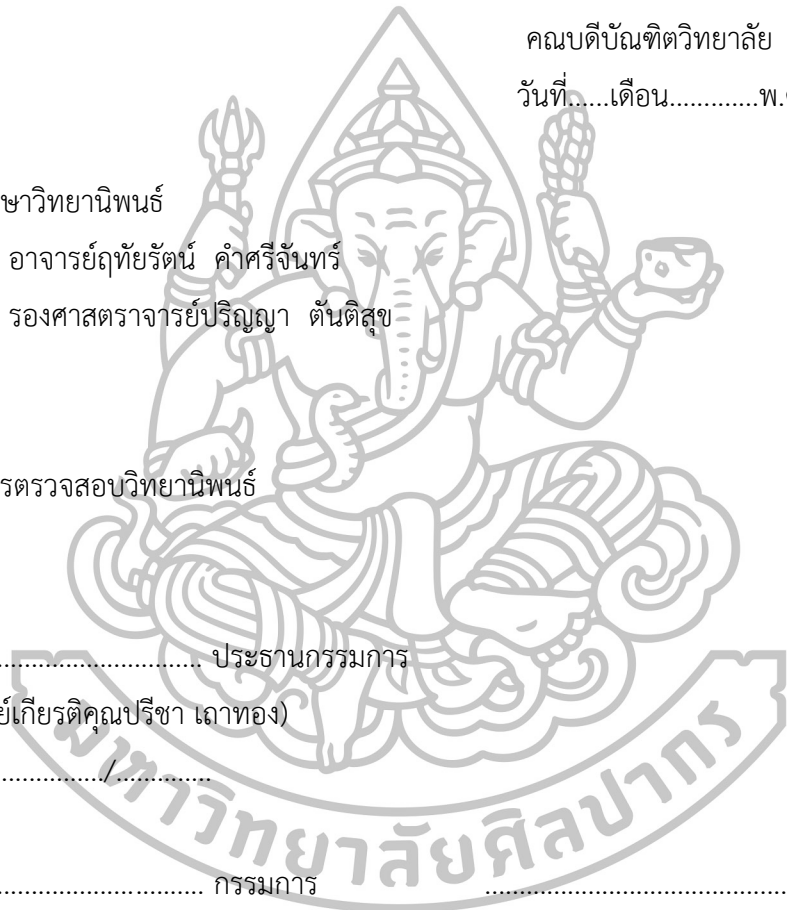 คณบดีบัณฑิตวิทยาลัย
วันที่......เดือน.............พ.
ษาวิทยานิพนธ์
อาจารย์ฤทัยรัตน์ คำศรีจันทร์
รองศาสตราจารย์ปริญญา ตันติสุข
รตรวจสอบวิทยานิพนธ์
................................ ประธานกรรมการ
ย์เกียรติคุณปรีชา เถาทอง)
.............../.............
มหาวิทยาลัยศิลปากร
................................ กรรมการ ................................